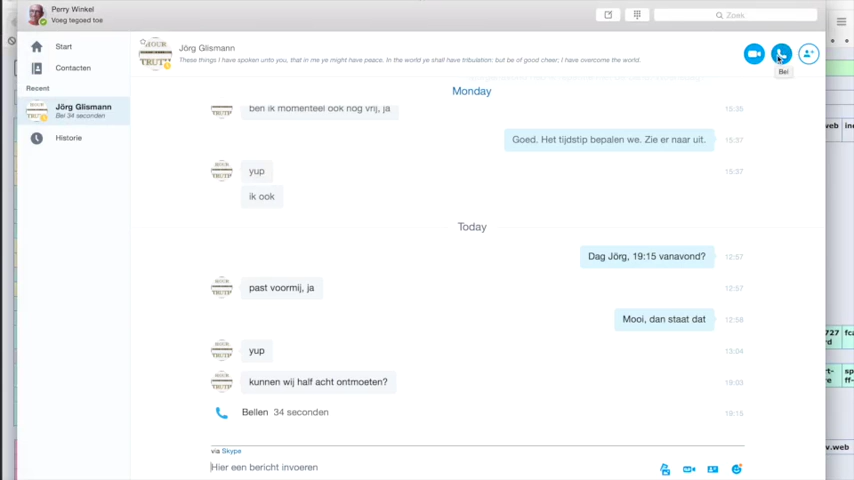 Perry Winkel
Voeg tegoed toe
Zoek
Start
Contacten
Recent
Jörg Glismann
Bel 34 seconden
Historie
Jörg Glismann
These things I have spoken unto you, that in me ye might have peace. In the world ye shall have tribulation: but be of good cheer; I have overcome the world.
Bel
Monday
ben ik momenteel ook nog vrij, ja
15:35
Goed. Het tijdstip bepalen we. Zie er naar uit.
15:37
yup
15:37
ik ook
Today
Dag Jörg, 19:15 vanavond?
12:57
past voormij, ja
12:57
Mooi, dan staat dat
12:58
yup
13:04
kunnen wij half acht ontmoeten?
19:03
Bellen 34 seconden
19:15
via Skype
Hier een bericht invoeren